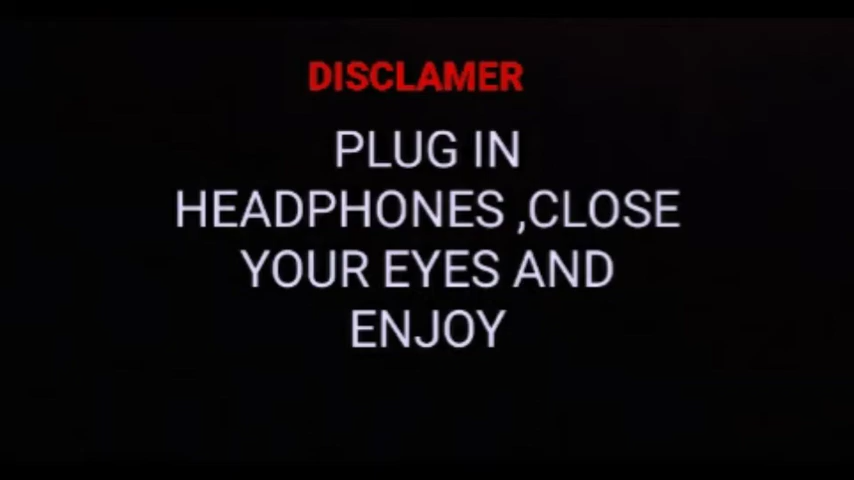 DISCLAMER
PLUG IN
HEADPHONES ,CLOSE
YOUR EYES AND
ENJOY